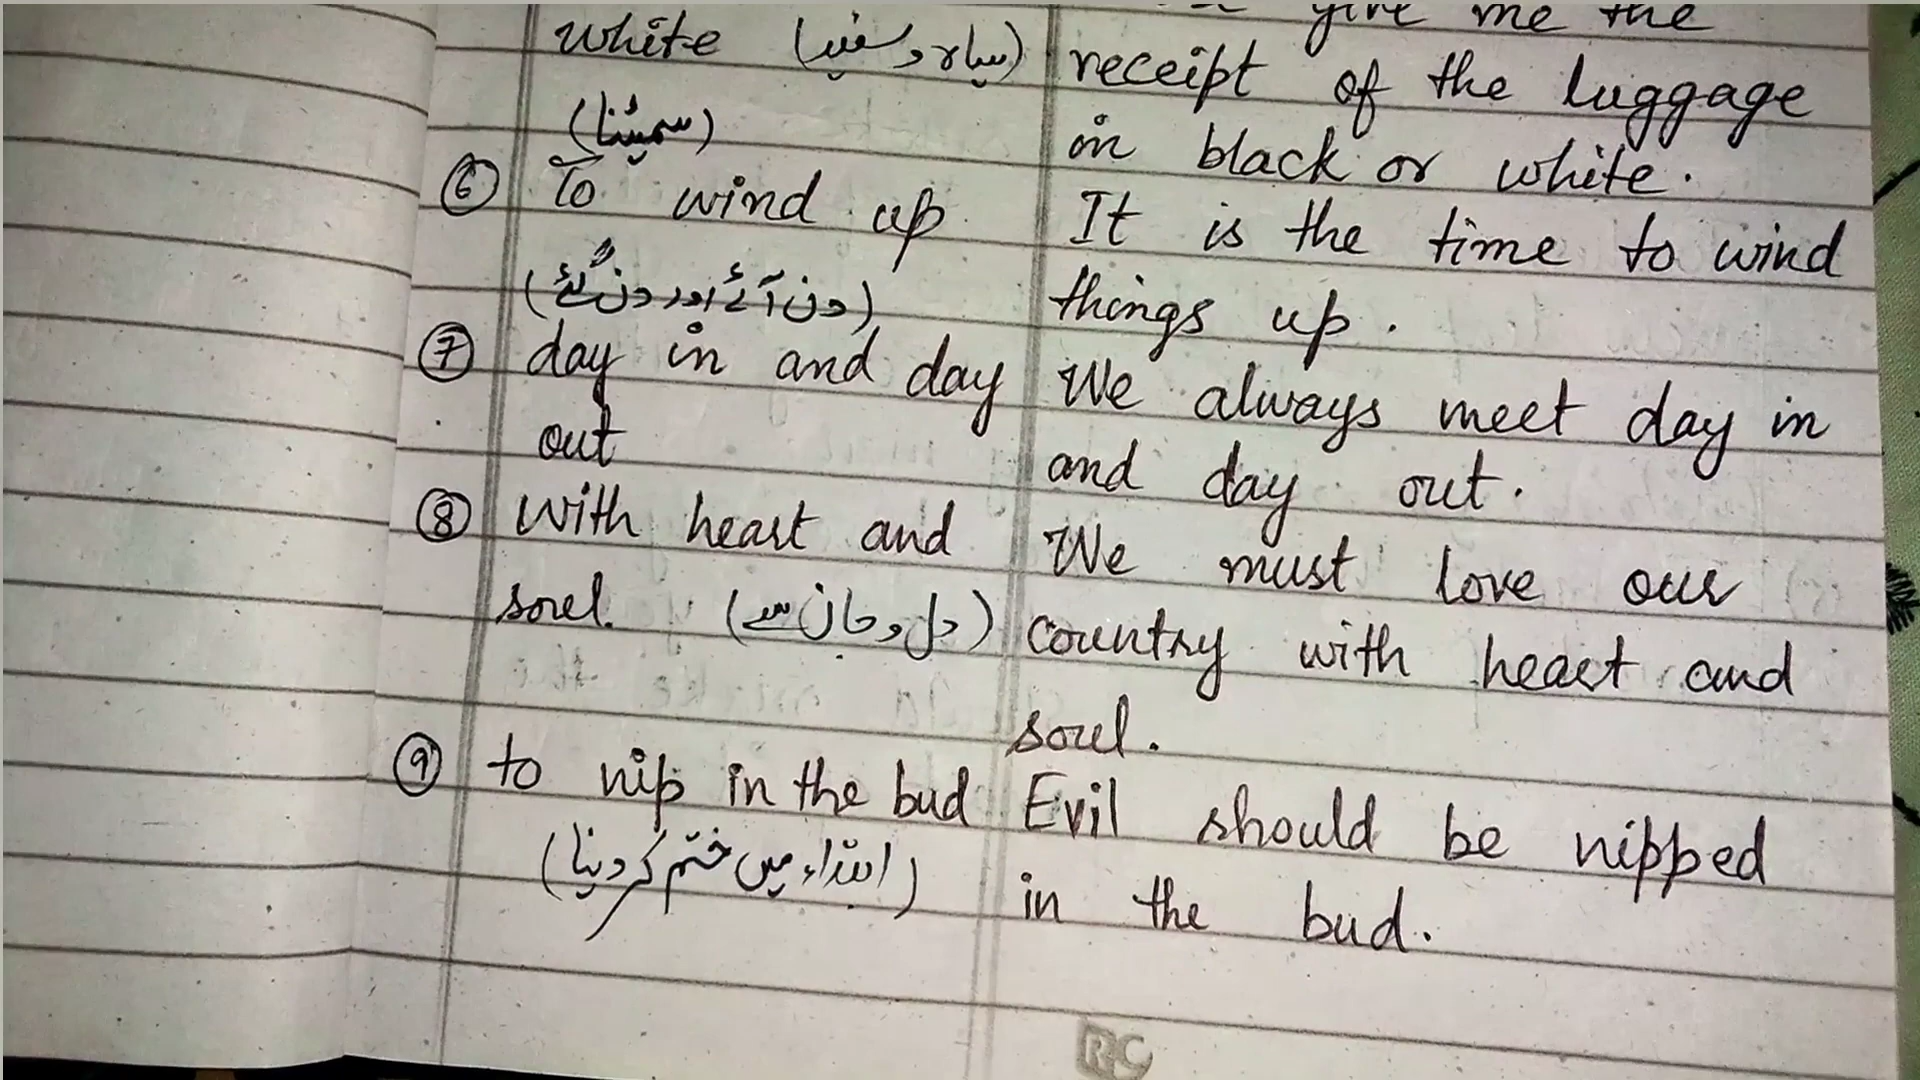 give me the
white (سیاہ و سفید) receipt of the luggage
(سمیٹنا) in black or white.
⑥ To wind up It is the time to wind
(دن آئے اور دن گئے) things up.
⑦ day in and day We always meet day in
out and day out.
⑧ with heart and We must love our
soul. (دل و جان سے) country with heart and
soul.
⑨ to nip in the bud Evil should be nipped
(ابتداء میں ختم کر دینا) in the bud.
RC